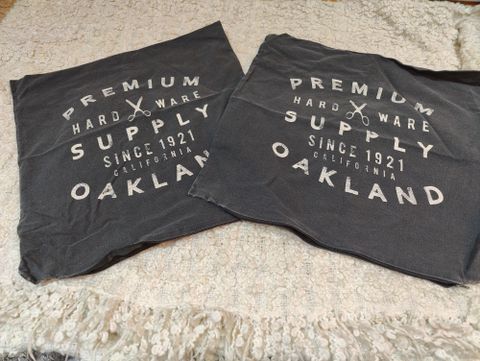 PREMIUM
HARD WARE
SUPPLY
SINCE 1921
CALIFORNIA
OAKLAND
PREMIUM
HARD WARE
SUPPLY
SINCE 1921
CALIFORNIA
OAKLAND